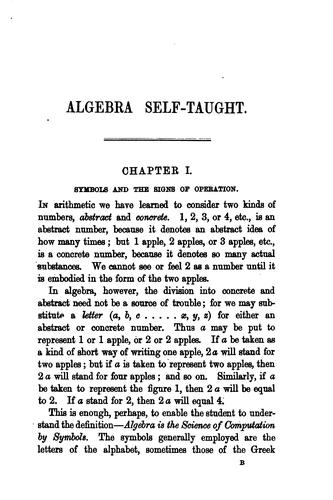 ALGEBRA SELF-TAUGHT.
CHAPTER I.
SYMBOLS AND THE SIGNS OF OPERATION.
IN arithmetic we have learned to consider two kinds of
numbers, abstract and concrete. 1, 2, 3, or 4, etc., is an
abstract number, because it denotes an abstract idea of
how many times; but 1 apple, 2 apples, or 3 apples, etc.,
is a concrete number, because it denotes so many actual
substances. We cannot see or feel 2 as a number until it
is embodied in the form of the two apples.
In algebra, however, the division into concrete and
abstract need not be a source of trouble; for we may sub-
stitute a letter (a, b, c . . . . . x, y, z) for either an
abstract or concrete number. Thus a may be put to
represent 1 or 1 apple, or 2 or 2 apples. If a be taken as
a kind of short way of writing one apple, 2 a will stand for
two apples; but if a is taken to represent two apples, then
2 a will stand for four apples; and so on. Similarly, if a
be taken to represent the figure 1, then 2 a will be equal
to 2. If a stand for 2, then 2 a will equal 4.
This is enough, perhaps, to enable the student to under-
stand the definition—Algebra is the Science of Computation
by Symbols. The symbols generally employed are the
letters of the alphabet, sometimes those of the Greek
B